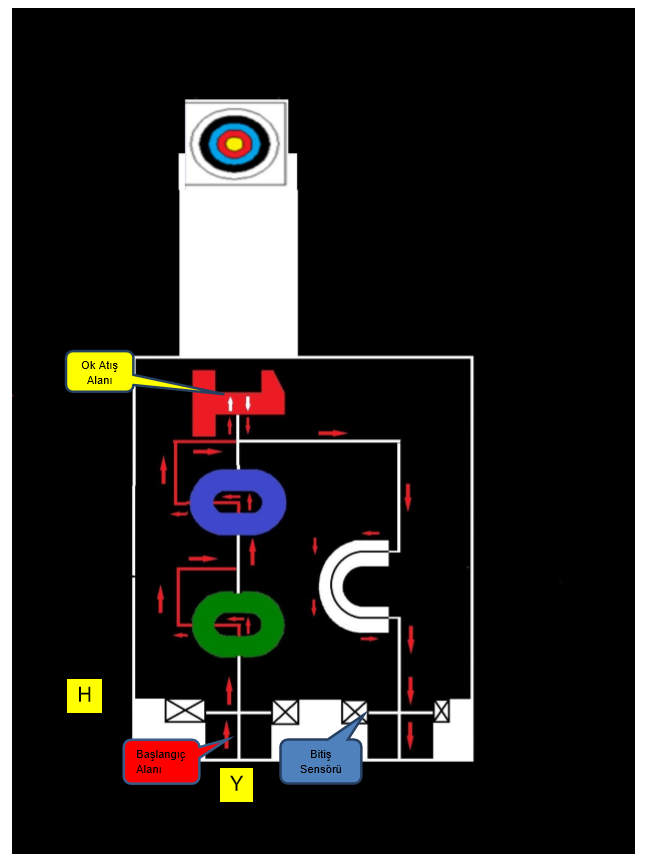 Ok Atış
Alanı
H
Başlangıç
Alanı
Bitiş
Sensörü
Y